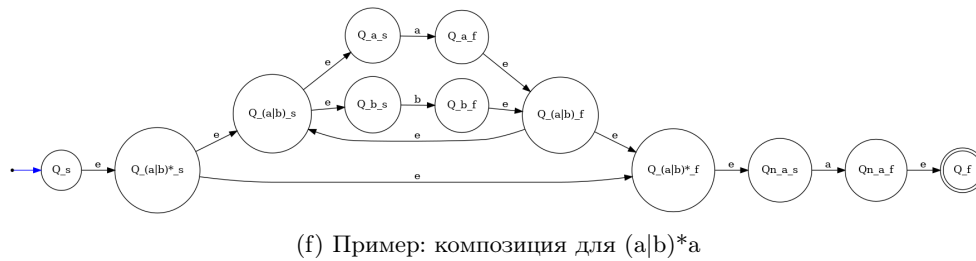 Q_a_s
a
Q_a_f
e
e
Q_(a|b)_s
e
Q_b_s
b
Q_b_f
e
Q_(a|b)_f
e
e
e
Q_s
e
Q_(a|b)*_s
e
Q_(a|b)*_f
e
Qn_a_s
a
Qn_a_f
e
Q_f
(f) Пример: композиция для (a|b)*a